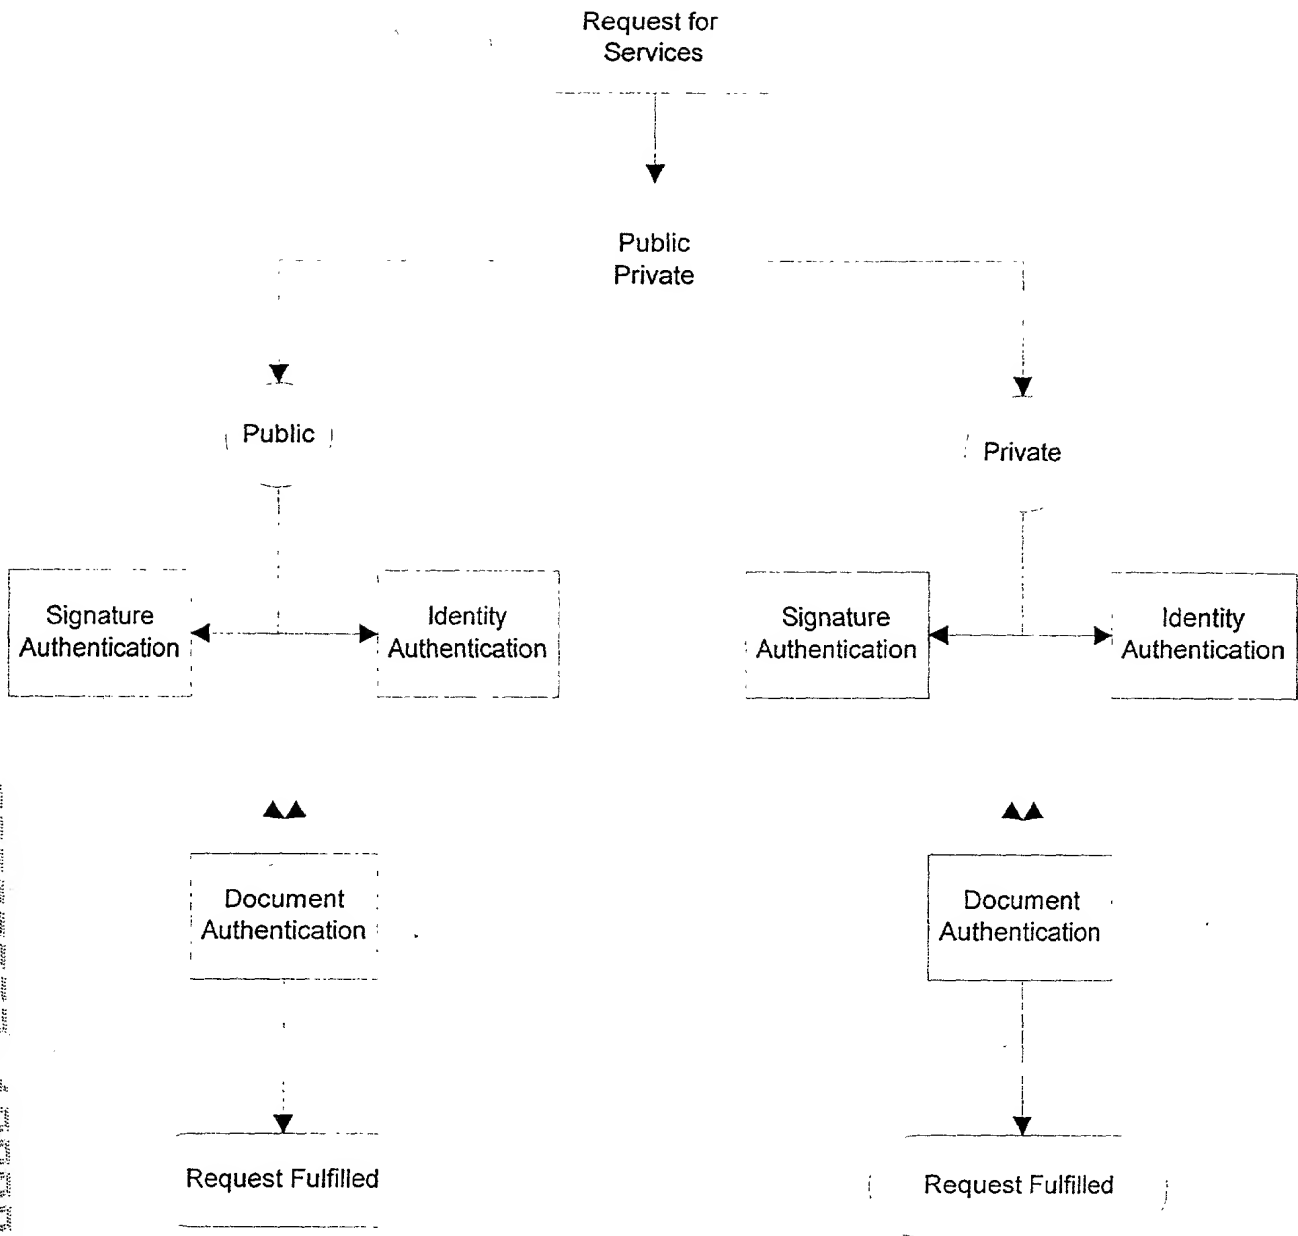 Request for
Services
Public
Private
Public
Private
Signature
Authentication
Identity
Authentication
Signature
Authentication
Identity
Authentication
Document
Authentication
Document
Authentication
Request Fulfilled
Request Fulfilled